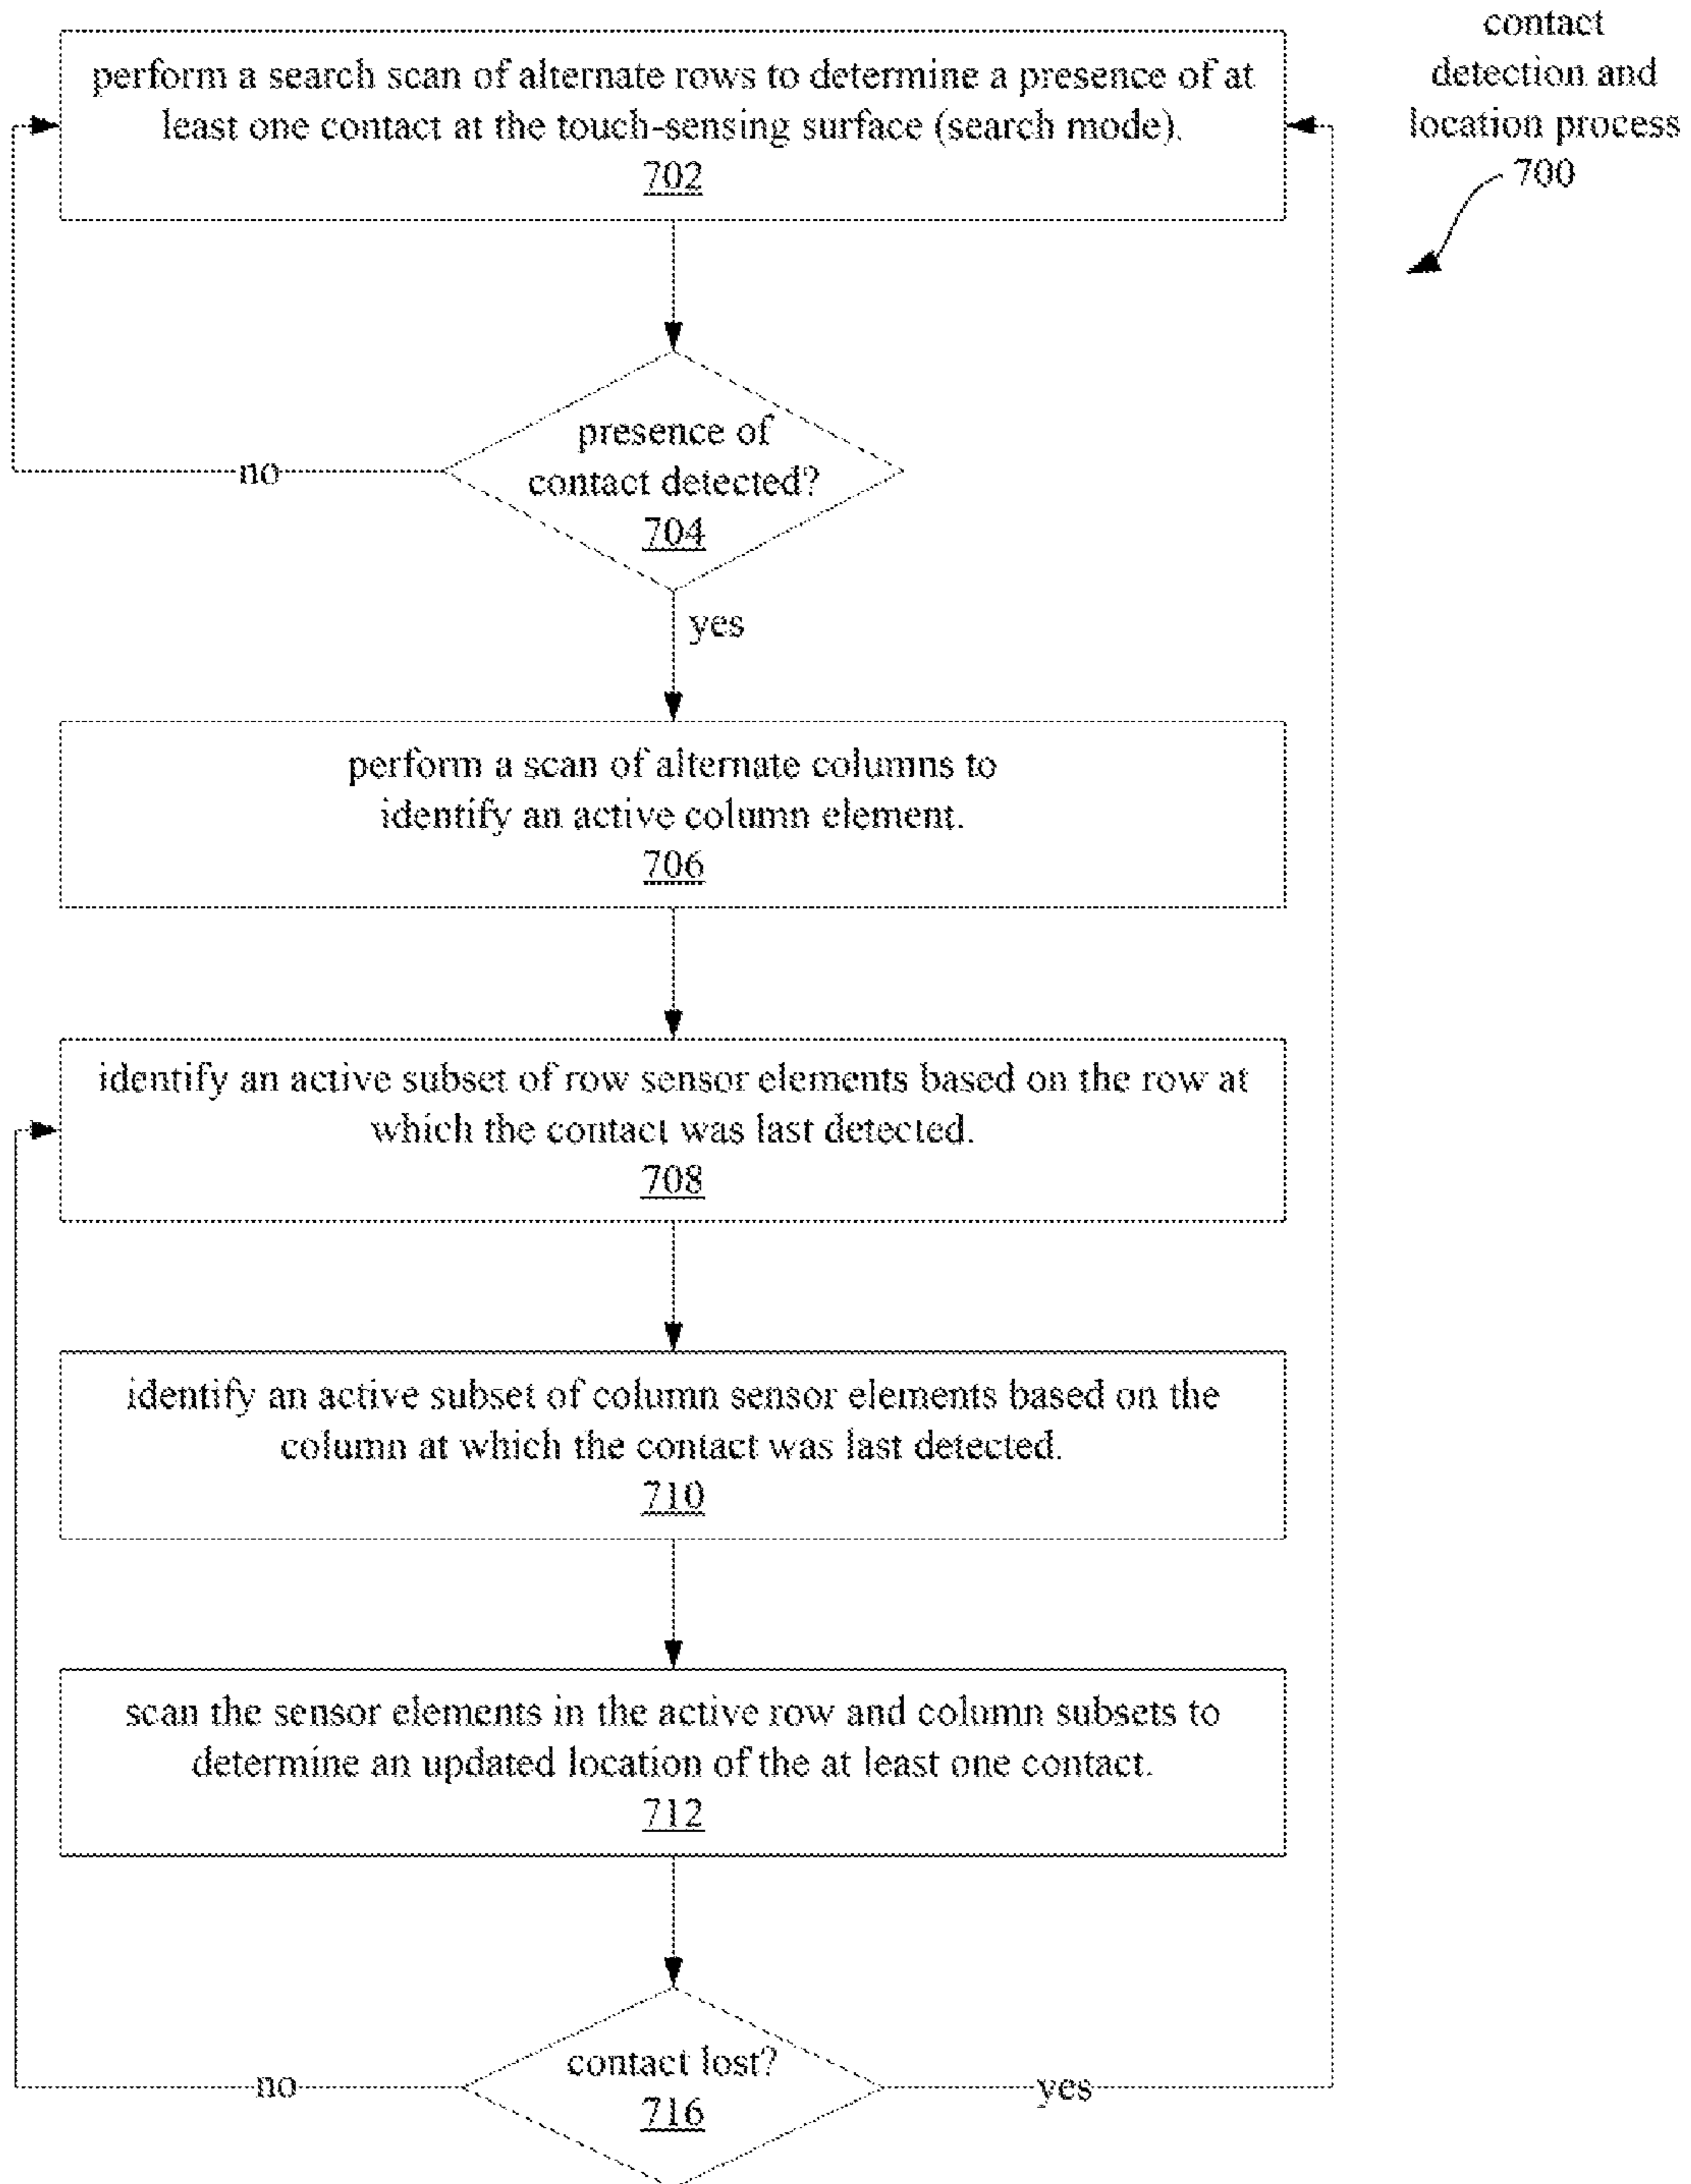 contact
detection and
location process
700
perform a search scan of alternate rows to determine a presence of at
least one contact at the touch-sensing surface (search mode).
702
presence of
contact detected?
704
no
yes
perform a scan of alternate columns to
identify an active column element.
706
identify an active subset of row sensor elements based on the row at
which the contact was last detected.
708
identify an active subset of column sensor elements based on the
column at which the contact was last detected.
710
scan the sensor elements in the active row and column subsets to
determine an updated location of the at least one contact.
712
contact lost?
716
no
yes